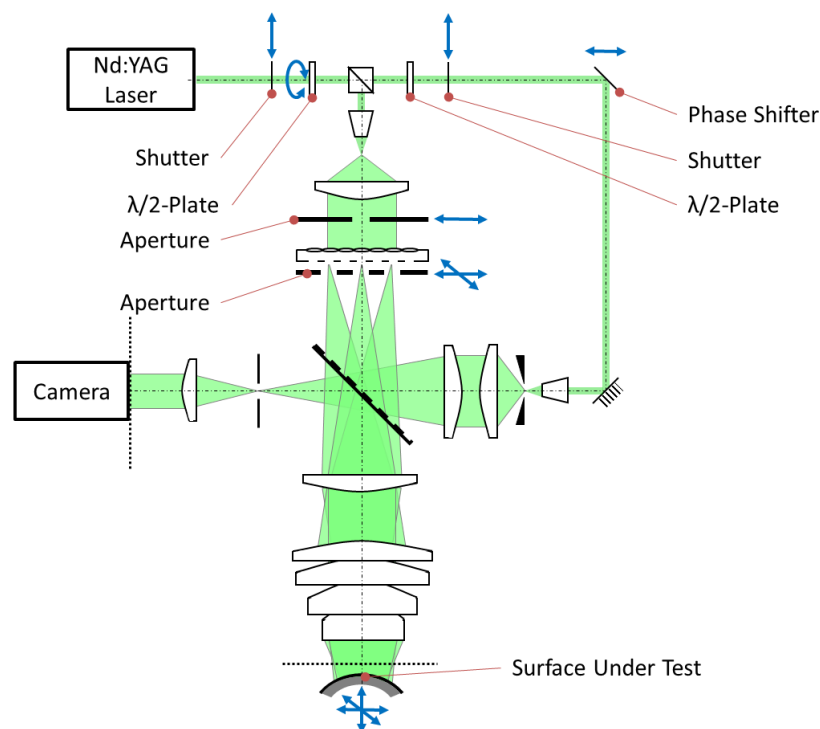 Nd:YAG
Laser
Phase Shifter
Shutter
Shutter
λ/2-Plate
λ/2-Plate
Aperture
Aperture
Camera
Surface Under Test